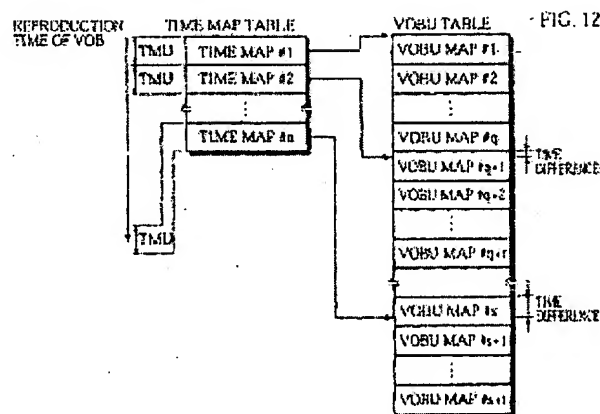 FIG. 12
REPRODUCTION
TIME OF VOB
TIME MAP TABLE
VOBU TABLE
TMU
TIME MAP #1
TMU
TIME MAP #2
⋮
TIME MAP #n
TMU
VOBU MAP #1
VOBU MAP #2
⋮
VOBU MAP #q
VOBU MAP #q+1
VOBU MAP #q+2
⋮
VOBU MAP #q+r
VOBU MAP #s
VOBU MAP #s+1
⋮
VOBU MAP #s+t
TIME
DIFFERENCE
TIME
DIFFERENCE